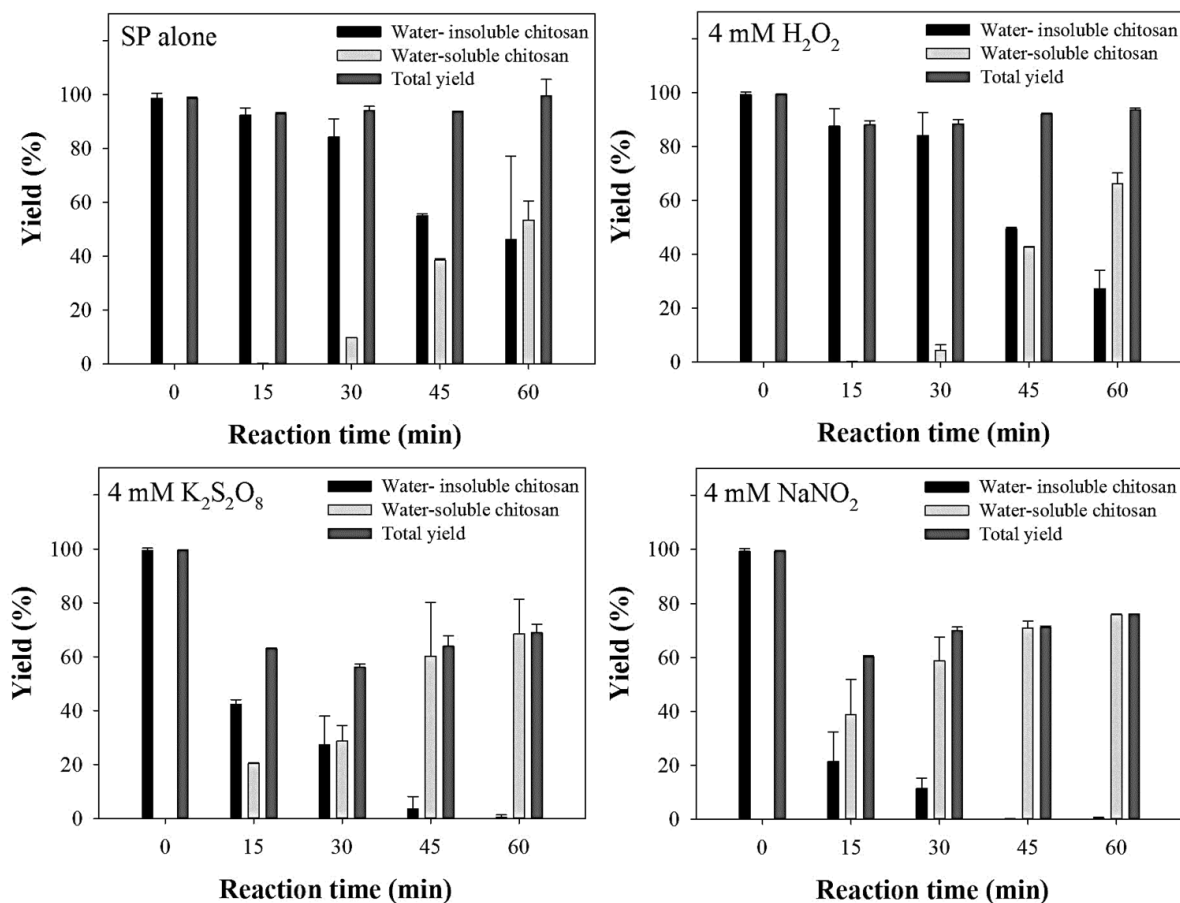 SP alone
Water- insoluble chitosan
Water-soluble chitosan
Total yield
Yield (%)
100
80
60
40
20
0
0 15 30 45 60
Reaction time (min)
4 mM H₂O₂
Water- insoluble chitosan
Water-soluble chitosan
Total yield
Yield (%)
100
80
60
40
20
0
0 15 30 45 60
Reaction time (min)
4 mM K₂S₂O₈
Water- insoluble chitosan
Water-soluble chitosan
Total yield
Yield (%)
100
80
60
40
20
0
0 15 30 45 60
Reaction time (min)
4 mM NaNO₂
Water- insoluble chitosan
Water-soluble chitosan
Total yield
Yield (%)
100
80
60
40
20
0
0 15 30 45 60
Reaction time (min)